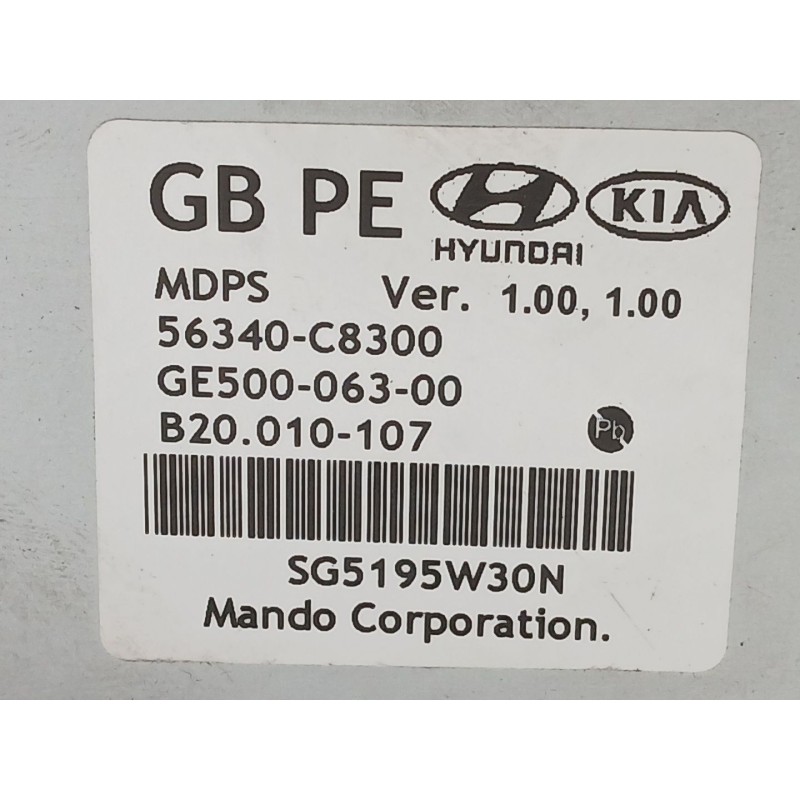 GB PE HYUNDAI KIA
MDPS Ver. 1.00, 1.00
56340-C8300
GE500-063-00
B20.010-107 Pb
SG5195W30N
Mando Corporation.